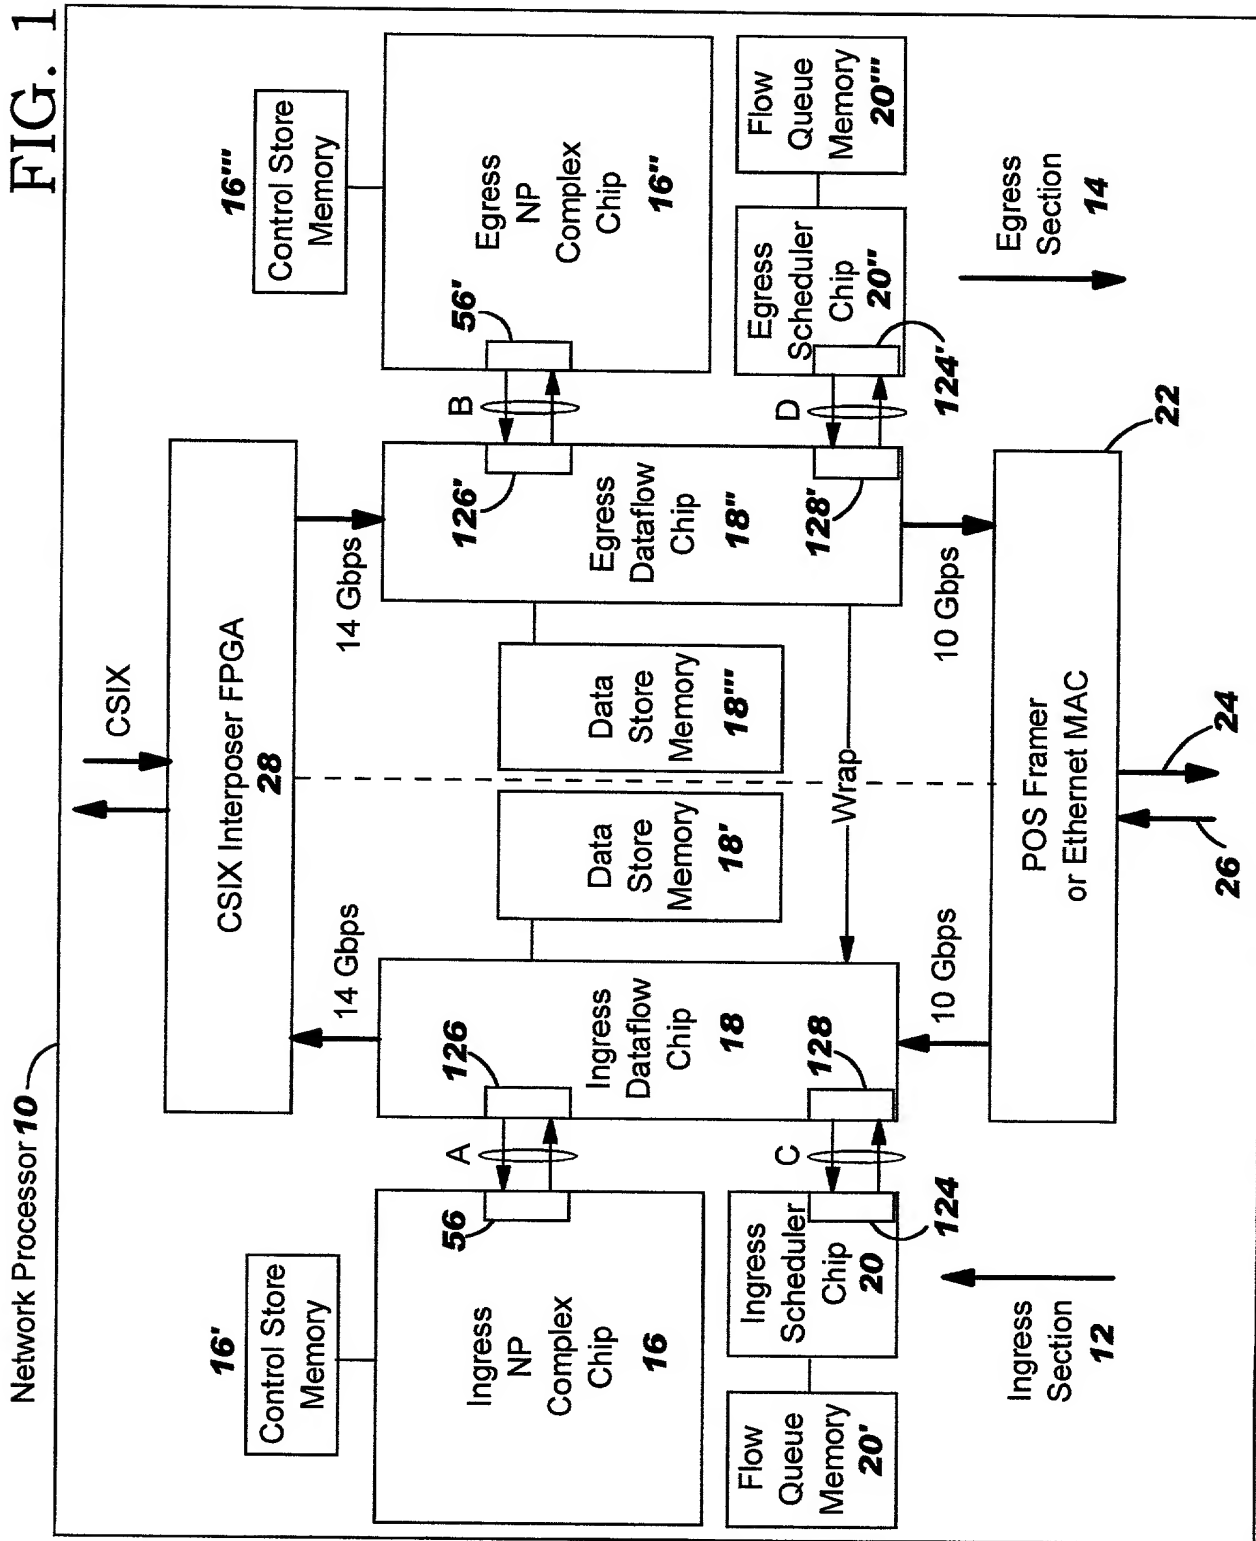 FIG. 1
Network Processor 10
CSIX
CSIX Interposer FPGA
28
14 Gbps
14 Gbps
16'
Control Store
Memory
16'''
Control Store
Memory
Ingress
NP
Complex
Chip
16
56
A
126
Ingress
Dataflow
Chip
18
128
Data
Store
Memory
18'
Data
Store
Memory
18'''
Wrap
126'
Egress
Dataflow
Chip
18''
128'
B
56'
Egress
NP
Complex
Chip
16''
Flow
Queue
Memory
20'
Ingress
Scheduler
Chip
20
124
C
D
Egress
Scheduler
Chip
20''
124'
Flow
Queue
Memory
20'''
10 Gbps
10 Gbps
Ingress
Section
12
POS Framer
or Ethernet MAC
22
26
24
Egress
Section
14